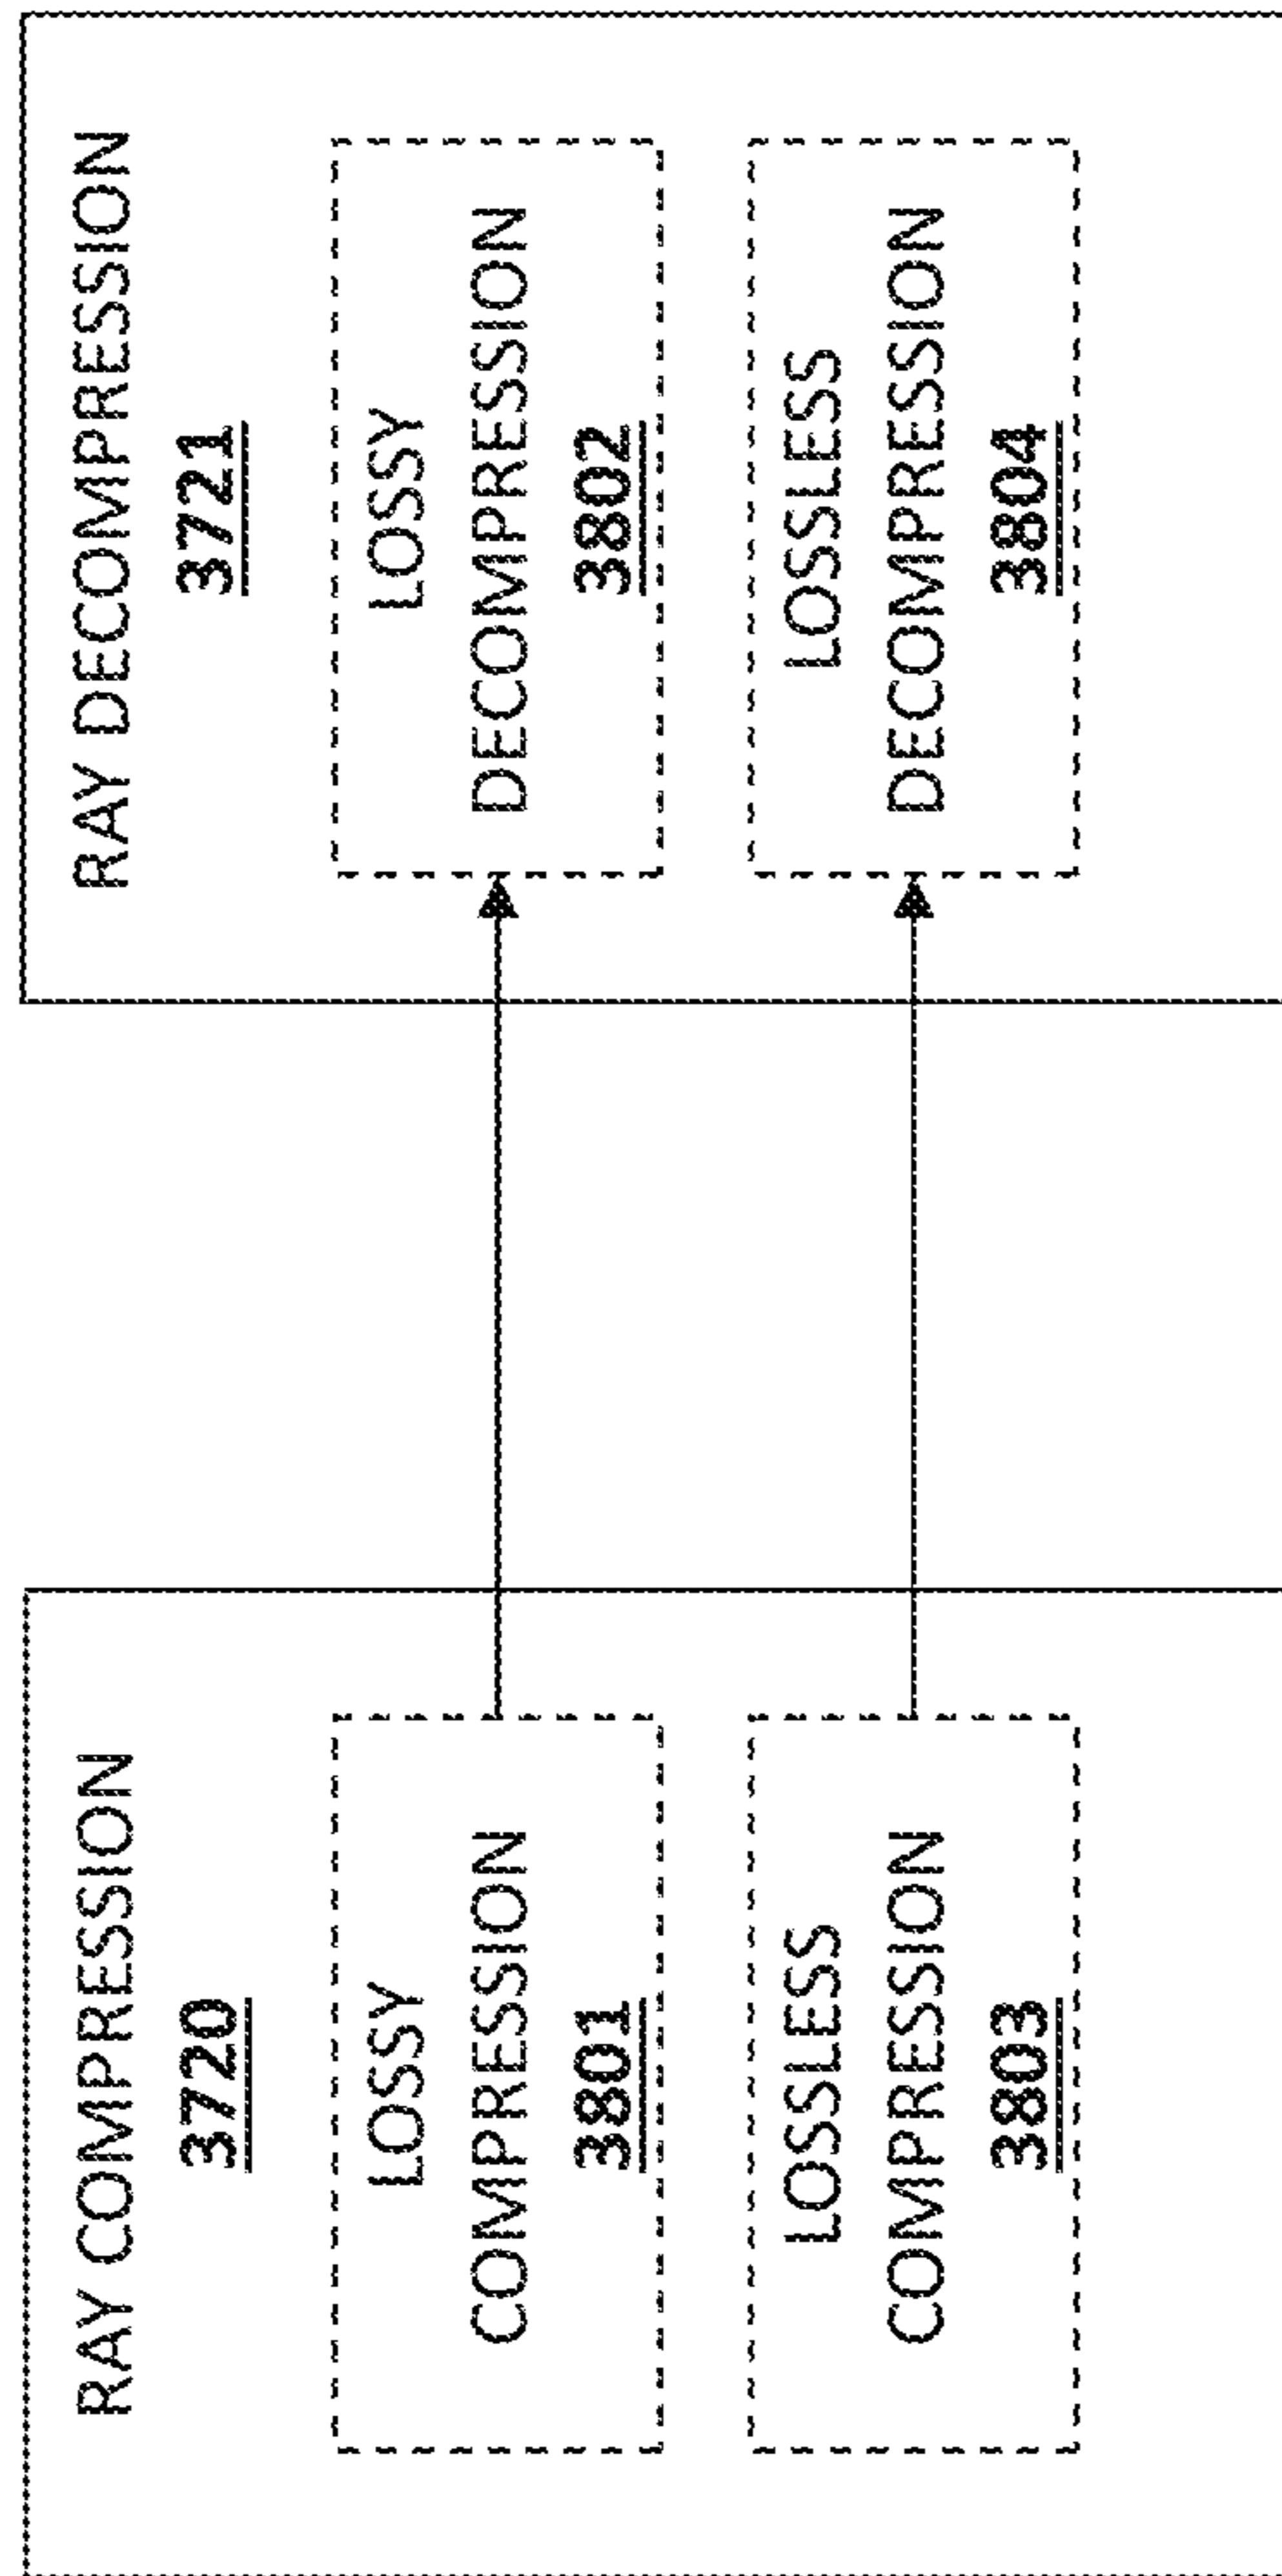 RAY COMPRESSION
3720
LOSSY
COMPRESSION
3801
LOSSLESS
COMPRESSION
3803
RAY DECOMPRESSION
3721
LOSSY
DECOMPRESSION
3802
LOSSLESS
DECOMPRESSION
3804